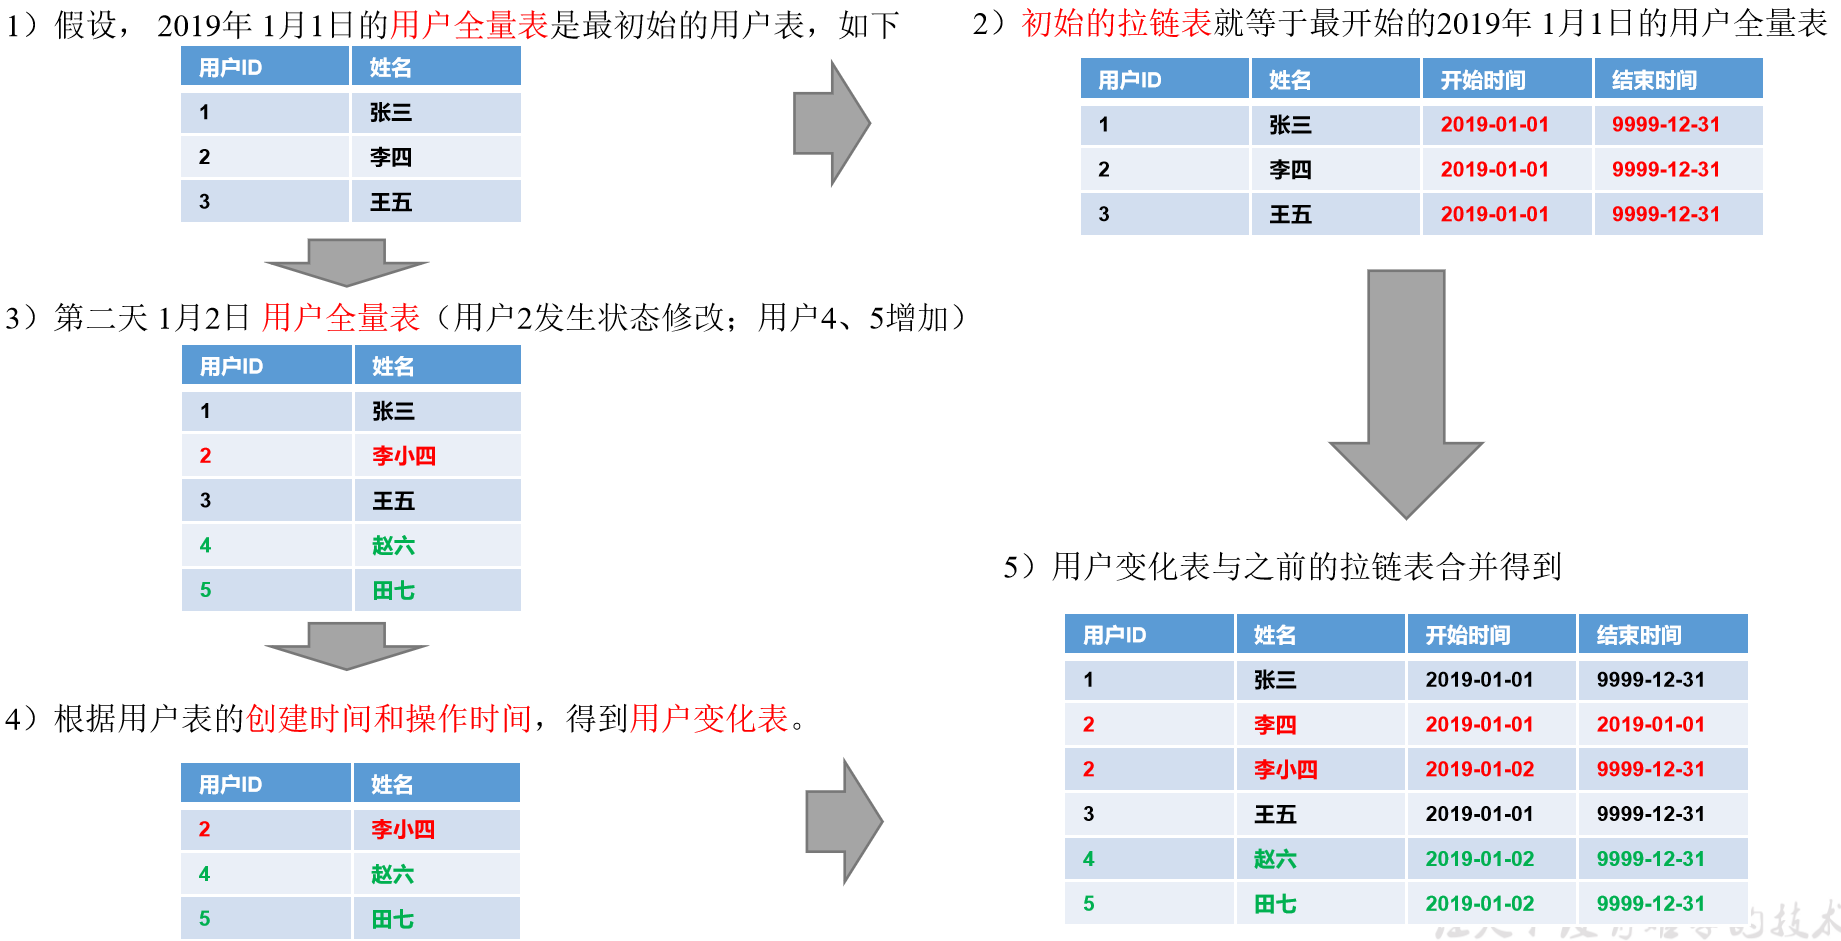 1）假设， 2019年 1月1日的用户全量表是最初始的用户表，如下
用户ID 姓名
1 张三
2 李四
3 王五
2）初始的拉链表就等于最开始的2019年 1月1日的用户全量表
用户ID 姓名 开始时间 结束时间
1 张三 2019-01-01 9999-12-31
2 李四 2019-01-01 9999-12-31
3 王五 2019-01-01 9999-12-31
3）第二天 1月2日 用户全量表（用户2发生状态修改；用户4、5增加）
用户ID 姓名
1 张三
2 李小四
3 王五
4 赵六
5 田七
4）根据用户表的创建时间和操作时间，得到用户变化表。
用户ID 姓名
2 李小四
4 赵六
5 田七
5）用户变化表与之前的拉链表合并得到
用户ID 姓名 开始时间 结束时间
1 张三 2019-01-01 9999-12-31
2 李四 2019-01-01 2019-01-01
2 李小四 2019-01-02 9999-12-31
3 王五 2019-01-01 9999-12-31
4 赵六 2019-01-02 9999-12-31
5 田七 2019-01-02 9999-12-31
的技术